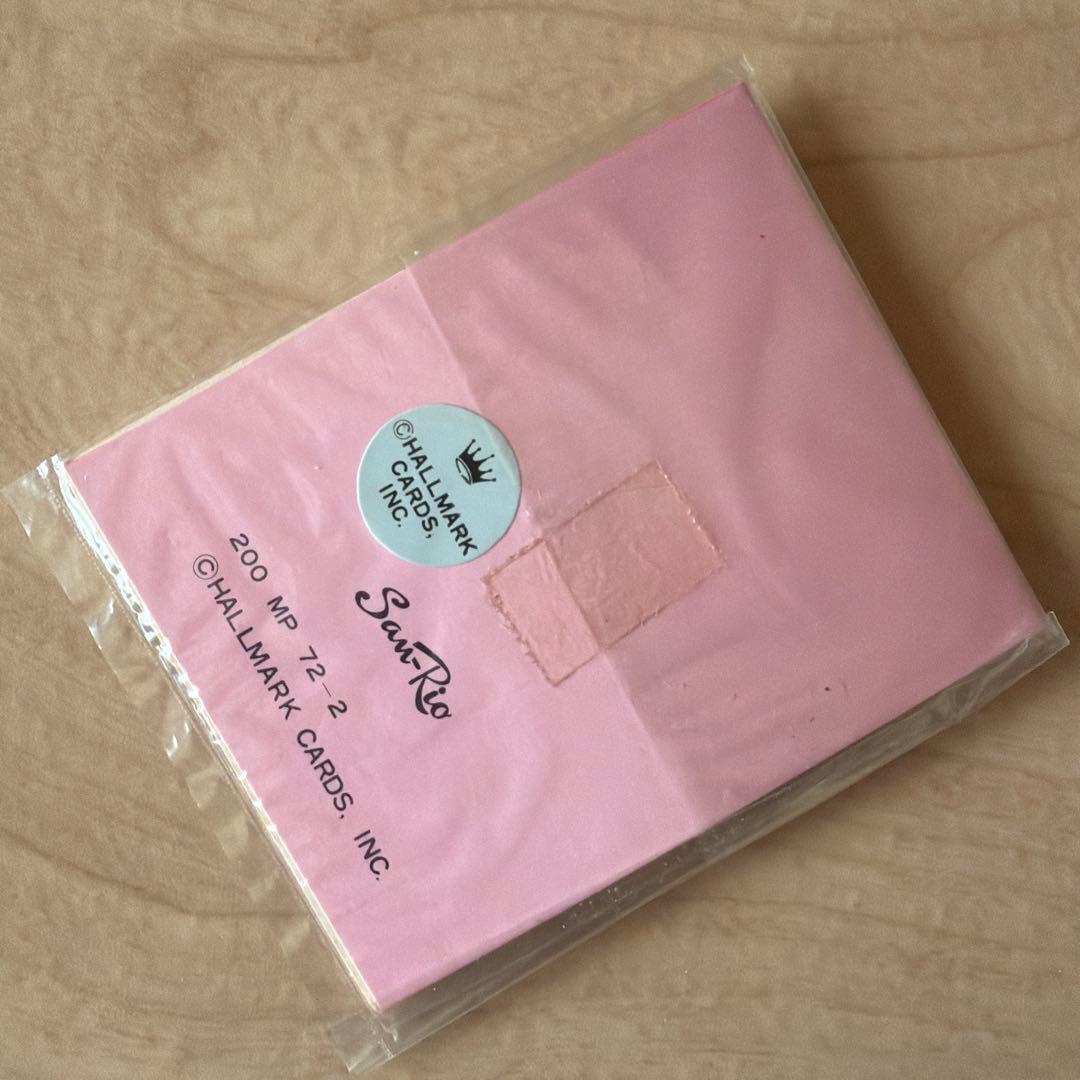 ©HALLMARK
CARDS,
INC.
San-Rio
200 MP 72-2
©HALLMARK CARDS, INC.